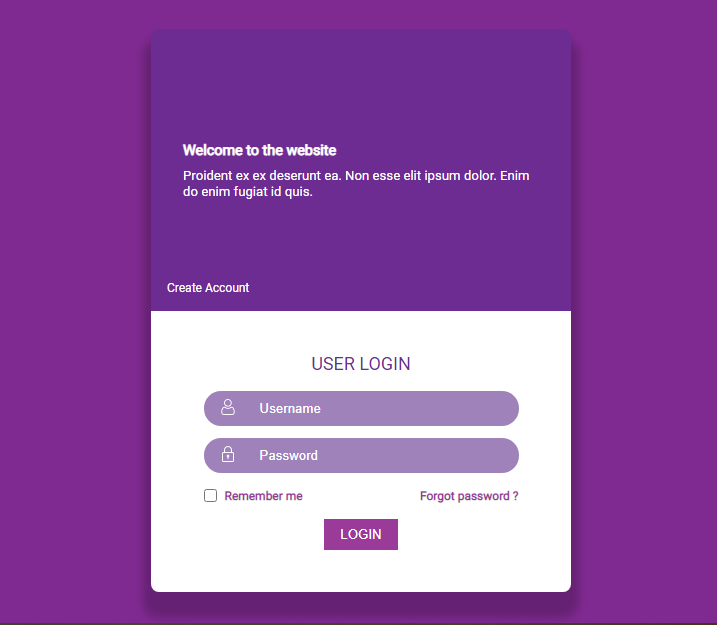 Welcome to the website
Proident ex ex deserunt ea. Non esse elit ipsum dolor. Enim
do enim fugiat id quis.
Create Account
USER LOGIN
Username
Password
Remember me
Forgot password ?
LOGIN